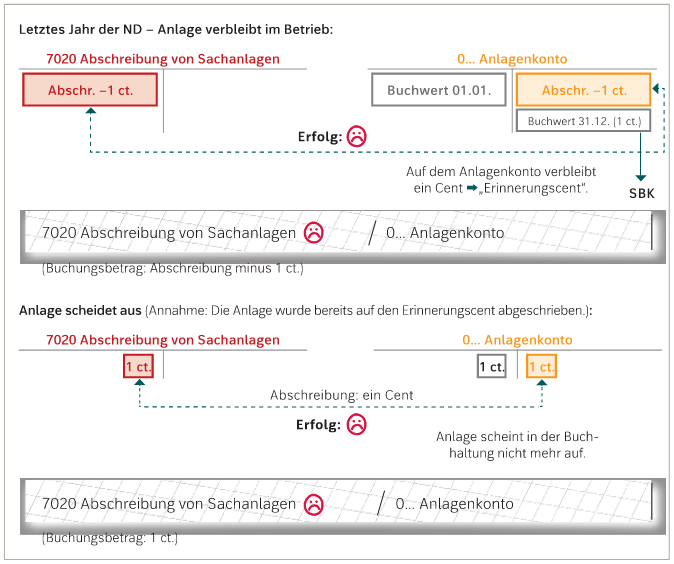 Letztes Jahr der ND – Anlage verbleibt im Betrieb:
7020 Abschreibung von Sachanlagen
0... Anlagenkonto
Abschr. –1 ct.
Buchwert 01.01.
Abschr. –1 ct.
Buchwert 31.12. (1 ct.)
Erfolg:
Auf dem Anlagenkonto verbleibt
ein Cent ➡ „Erinnerungscent“.
SBK
7020 Abschreibung von Sachanlagen / 0... Anlagenkonto
(Buchungsbetrag: Abschreibung minus 1 ct.)
Anlage scheidet aus (Annahme: Die Anlage wurde bereits auf den Erinnerungscent abgeschrieben.):
7020 Abschreibung von Sachanlagen
0... Anlagenkonto
1 ct.
1 ct.
1 ct.
Abschreibung: ein Cent
Erfolg:
Anlage scheint in der Buch-
haltung nicht mehr auf.
7020 Abschreibung von Sachanlagen / 0... Anlagenkonto
(Buchungsbetrag: 1 ct.)